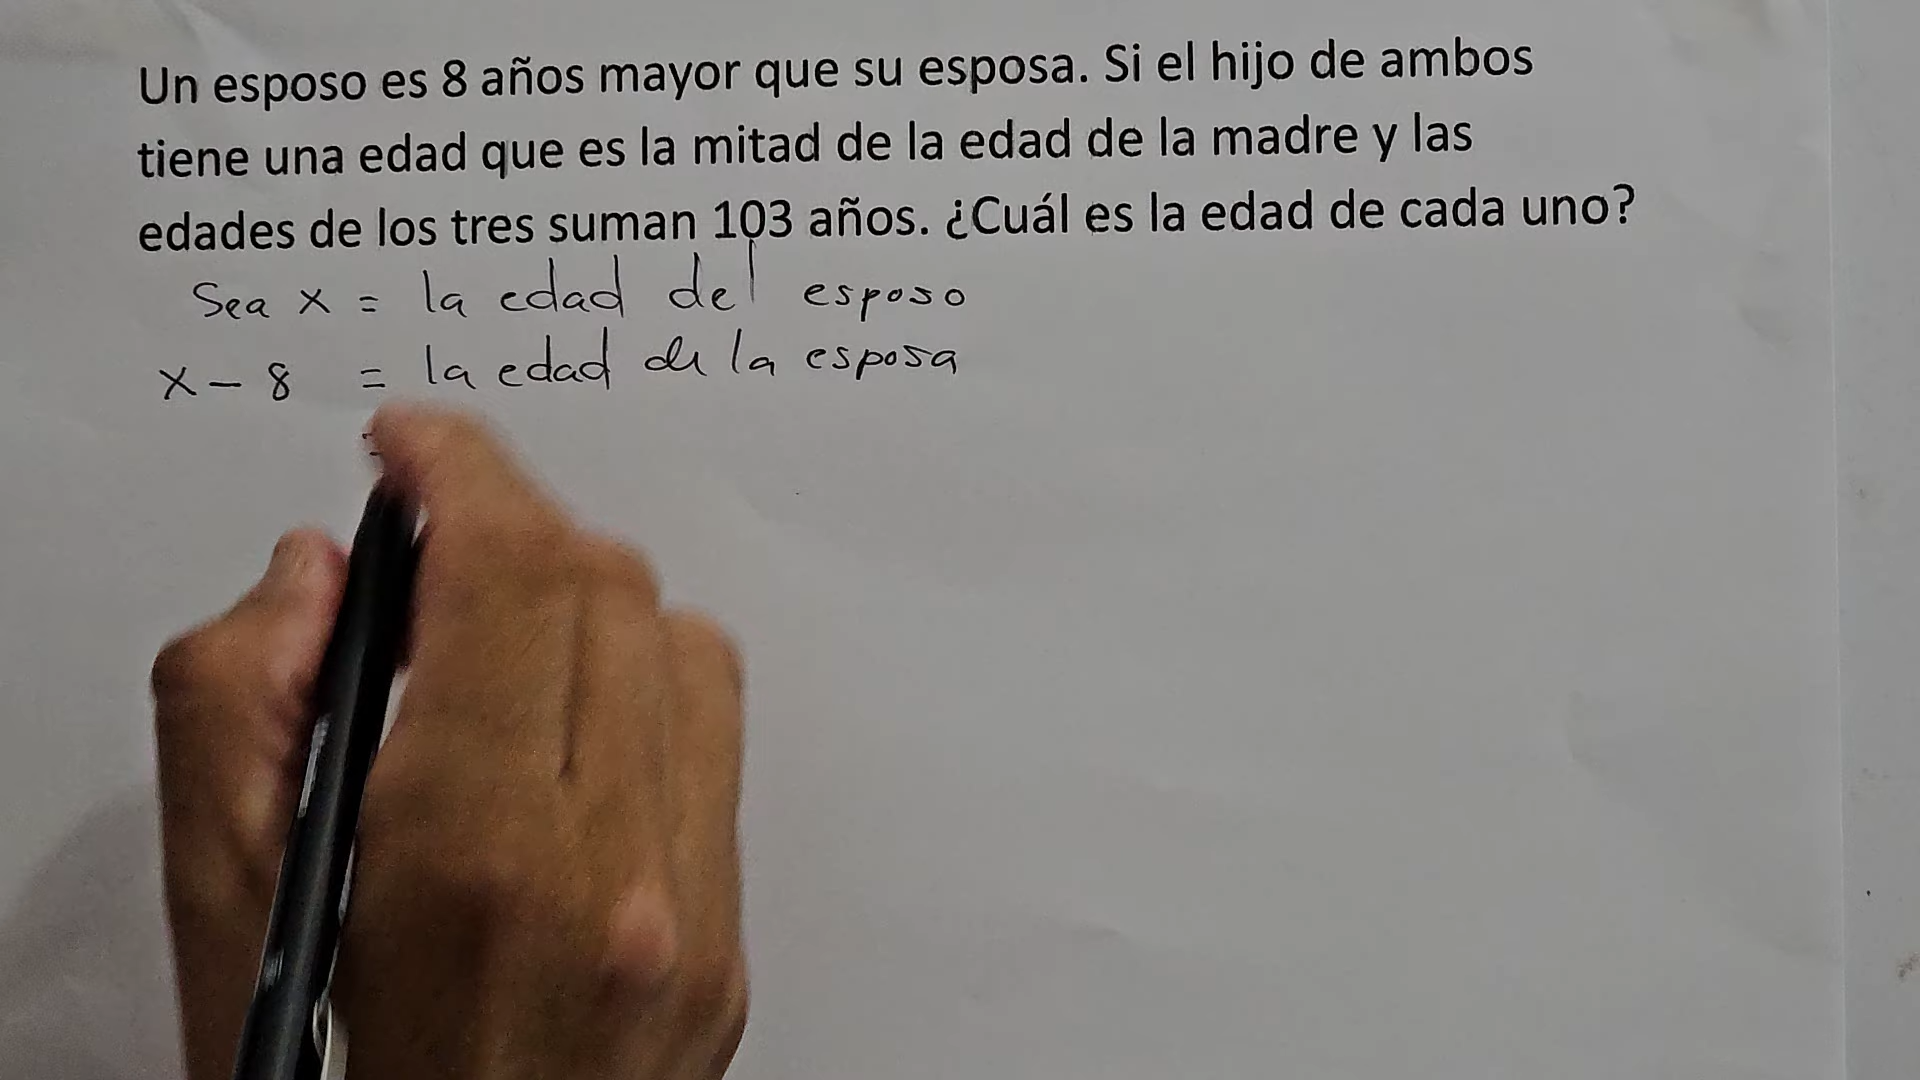 Un esposo es 8 años mayor que su esposa. Si el hijo de ambos
tiene una edad que es la mitad de la edad de la madre y las
edades de los tres suman 103 años. ¿Cuál es la edad de cada uno?
Sea x = la edad del esposo
x - 8 = la edad de la esposa
=